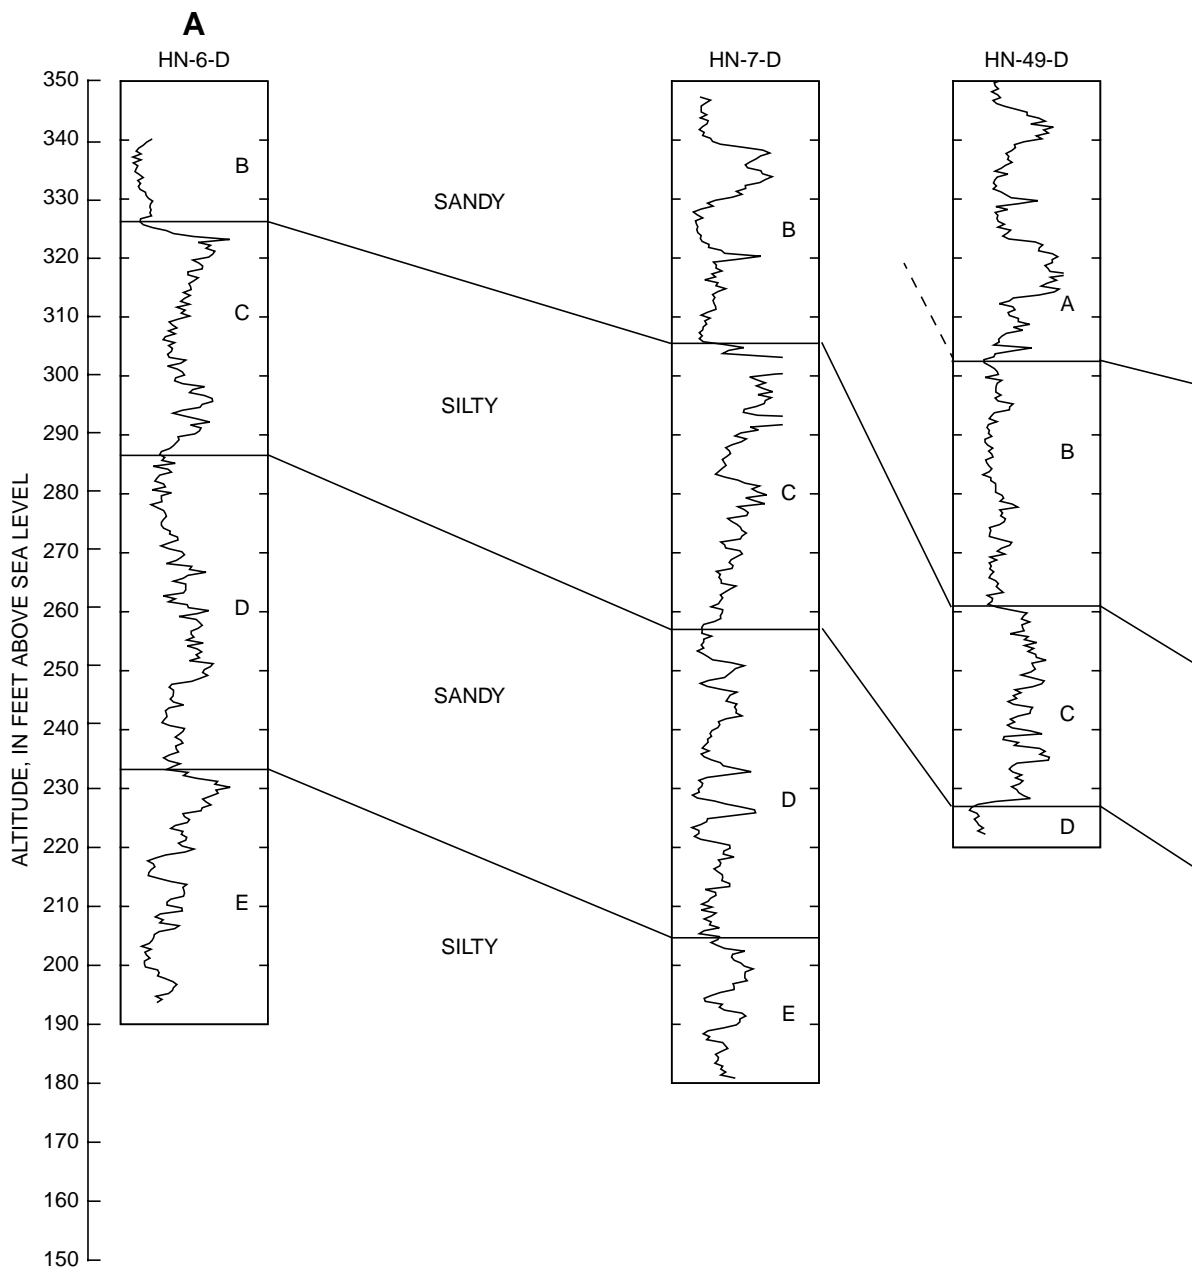 A
HN-6-D HN-7-D HN-49-D
ALTITUDE, IN FEET ABOVE SEA LEVEL
350
340
330
320
310
300
290
280
270
260
250
240
230
220
210
200
190
180
170
160
150
B
C
D
E
SANDY
SILTY
SANDY
SILTY
B
C
D
E
A
B
C
D